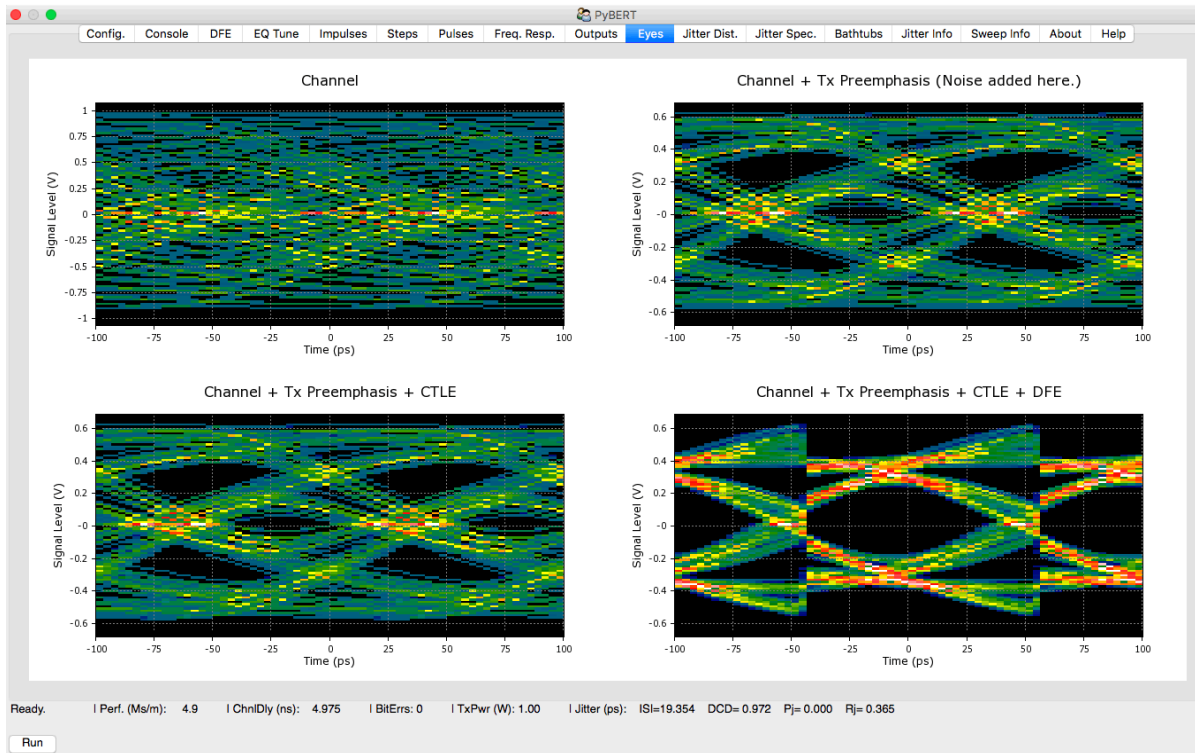 PyBERT
Config. Console DFE EQ Tune Impulses Steps Pulses Freq. Resp. Outputs Eyes Jitter Dist. Jitter Spec. Bathtubs Jitter Info Sweep Info About Help
Channel
1
0.75
0.5
0.25
0
-0.25
-0.5
-0.75
-1
Signal Level (V)
-100 -75 -50 -25 0 25 50 75 100
Time (ps)
Channel + Tx Preemphasis (Noise added here.)
0.6
0.4
0.2
-0
-0.2
-0.4
-0.6
Signal Level (V)
-100 -75 -50 -25 0 25 50 75 100
Time (ps)
Channel + Tx Preemphasis + CTLE
0.6
0.4
0.2
-0
-0.2
-0.4
-0.6
Signal Level (V)
-100 -75 -50 -25 0 25 50 75 100
Time (ps)
Channel + Tx Preemphasis + CTLE + DFE
0.6
0.4
0.2
-0
-0.2
-0.4
-0.6
Signal Level (V)
-100 -75 -50 -25 0 25 50 75 100
Time (ps)
Ready. | Perf. (Ms/m): 4.9 | ChnlDly (ns): 4.975 | BitErrs: 0 | TxPwr (W): 1.00 | Jitter (ps): ISI=19.354 DCD= 0.972 Pj= 0.000 Rj= 0.365
Run